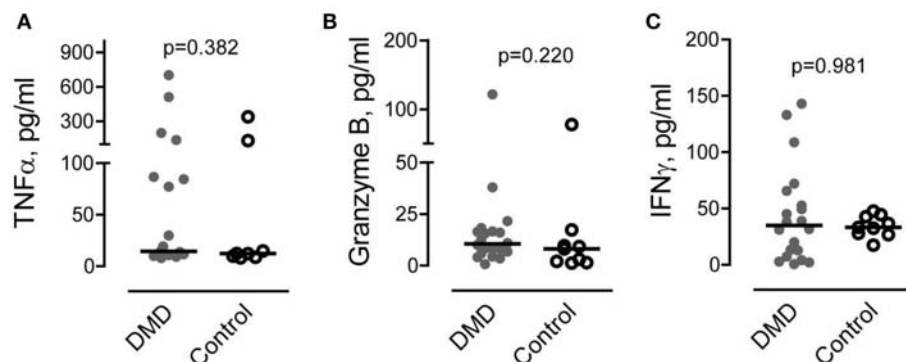 A
p=0.382
TNFα, pg/ml
900
600
300
100
50
0
DMD
Control
B
p=0.220
Granzyme B, pg/ml
200
100
50
25
0
DMD
Control
C
p=0.981
IFNγ, pg/ml
200
150
100
50
0
DMD
Control